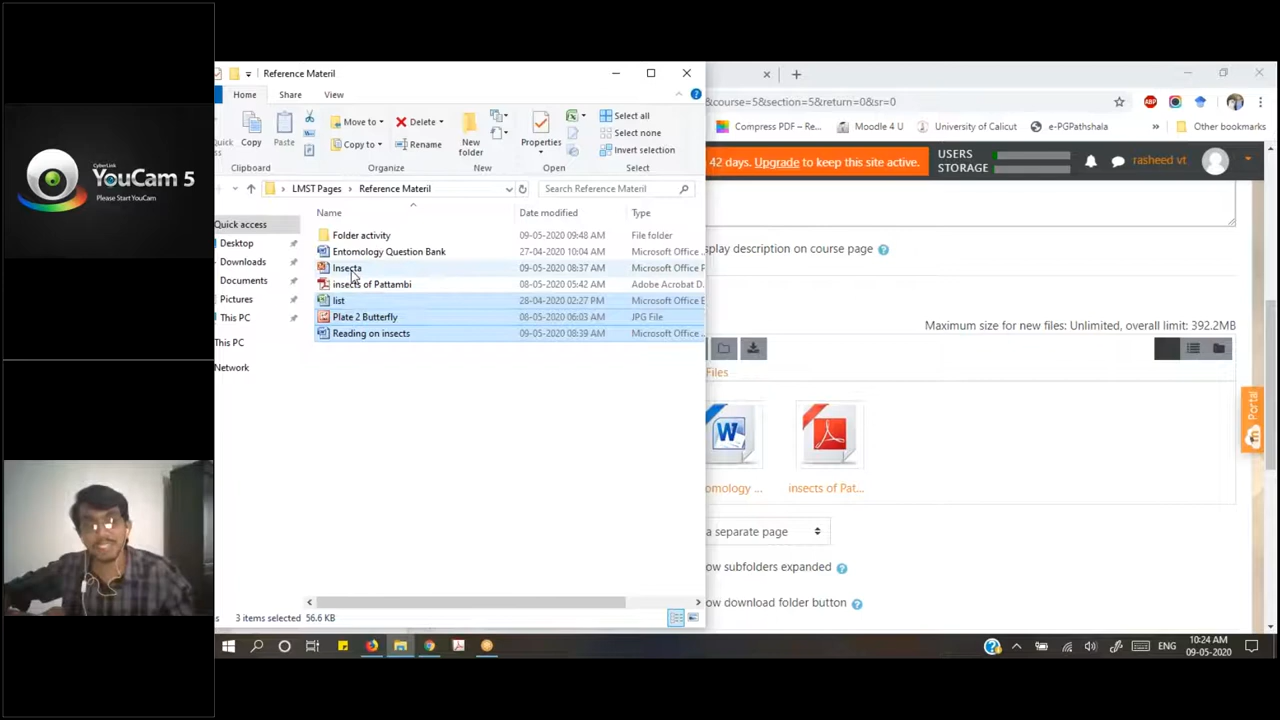 CyberLink
YouCam 5
Please Start YouCam
Reference Materil
Home Share View
Copy
Paste
Move to
Copy to
Delete
Rename
New
folder
Properties
Select all
Select none
Invert selection
Clipboard Organize New Open Select
LMST Pages Reference Materil
Search Reference Materil
Quick access
Desktop
Downloads
Documents
Pictures
This PC
This PC
Network
Name Date modified Type
Folder activity 09-05-2020 09:48 AM File folder
Entomology Question Bank 27-04-2020 10:04 AM Microsoft Office
Insecta 09-05-2020 08:37 AM Microsoft Office P
insects of Pattambi 08-05-2020 05:42 AM Adobe Acrobat D
list 28-04-2020 02:27 PM Microsoft Office E
Plate 2 Butterfly 08-05-2020 06:03 AM JPG File
Reading on insects 09-05-2020 08:39 AM Microsoft Office
3 items selected 56.6 KB
&course=5&section=5&return=0&sr=0
ABP
Compress PDF – Re... Moodle 4 U University of Calicut e-PGPathshala » Other bookmarks
42 days. Upgrade to keep this site active.
USERS
STORAGE
rasheed vt
splay description on course page
Maximum size for new files: Unlimited, overall limit: 392.2MB
Files
omology ... insects of Pat...
a separate page
ow subfolders expanded
ow download folder button
Portal
ENG
10:24 AM
09-05-2020